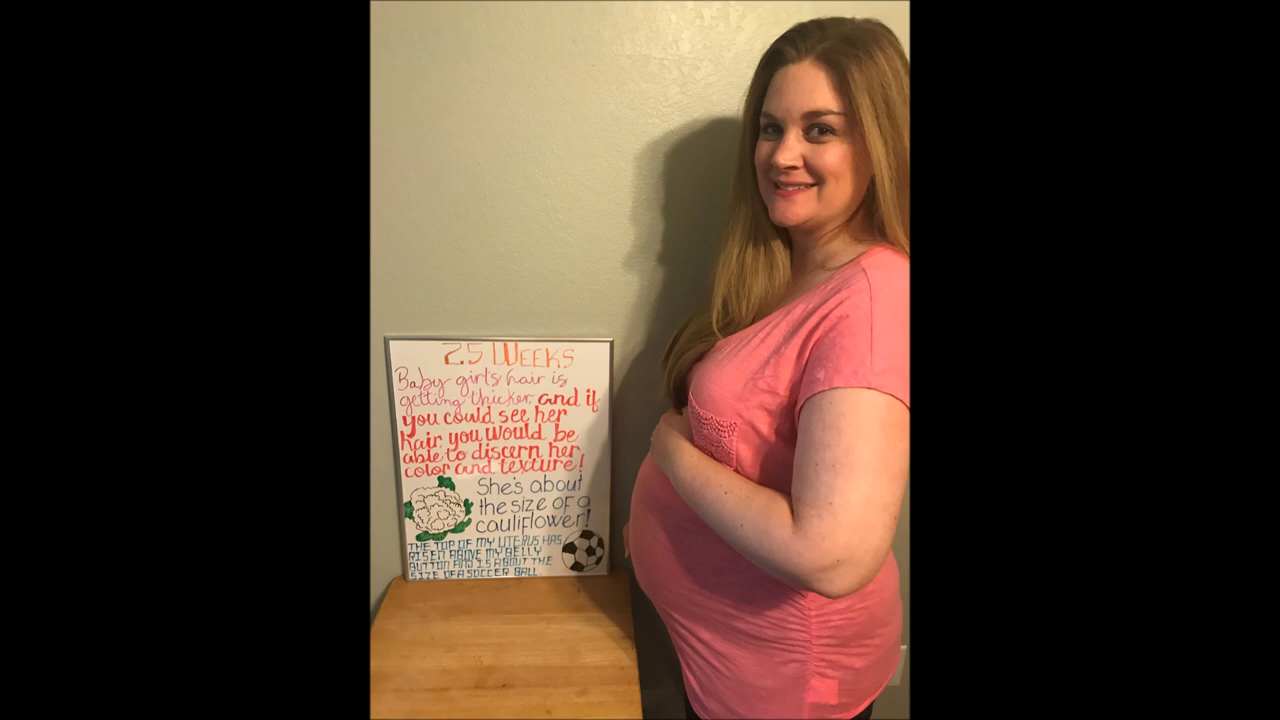 25 WEEKS
Baby girl's hair is
getting thicker, and if
you could see her
hair, you would be
able to discern her
color and texture!
She's about
the size of a
cauliflower!
THE TOP OF MY UTERUS HAS
RISEN ABOVE MY BELLY
BUTTON AND IS ABOUT THE
SIZE OF A SOCCER BALL.